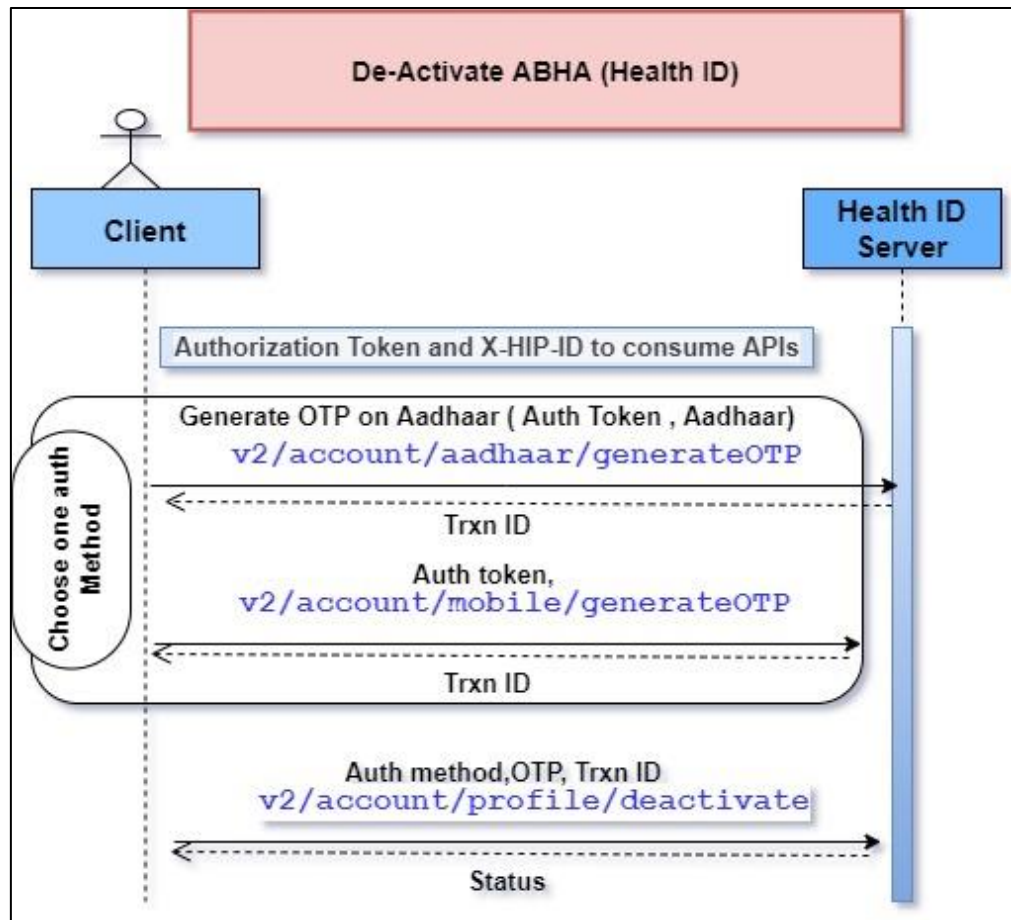 De-Activate ABHA (Health ID)
Client
Health ID
Server
Authorization Token and X-HIP-ID to consume APIs
Generate OTP on Aadhaar ( Auth Token , Aadhaar)
v2/account/aadhaar/generateOTP
Trxn ID
Choose one auth
Method
Auth token,
v2/account/mobile/generateOTP
Trxn ID
Auth method,OTP, Trxn ID
v2/account/profile/deactivate
Status